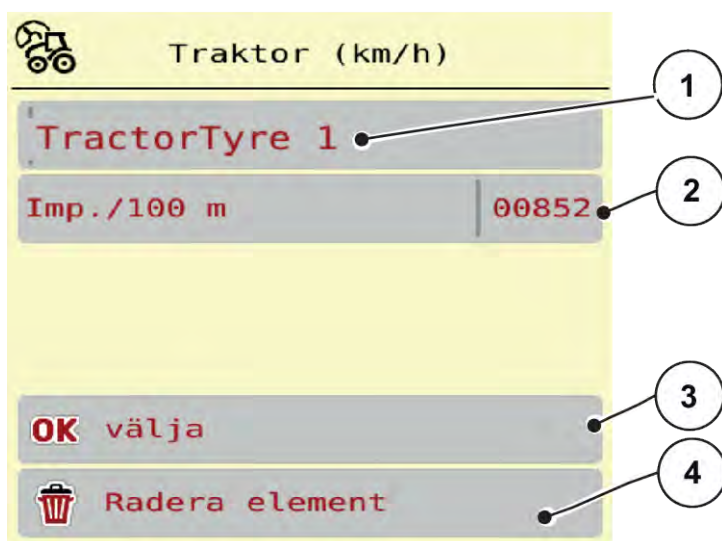 Traktor (km/h)
1
TractorTyre 1
2
Imp./100 m 00852
3
OK välja
4
Radera element